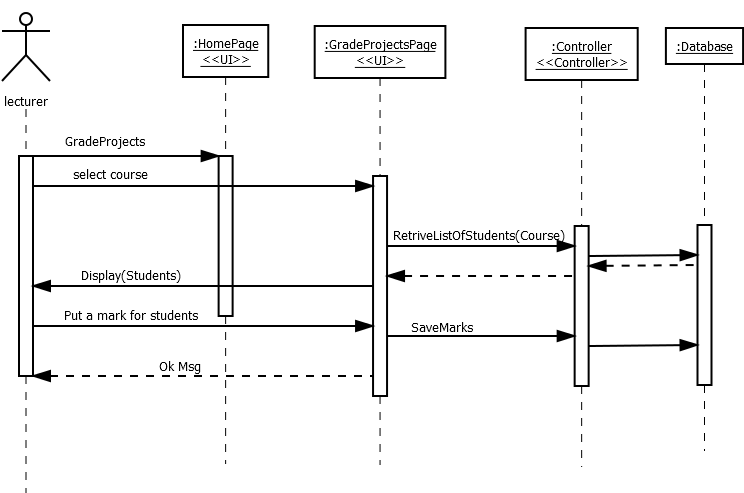 :HomePage
<<UI>>
:GradeProjectsPage
<<UI>>
:Controller
<<Controller>>
:Database
lecturer
GradeProjects
select course
RetriveListOfStudents(Course)
Display(Students)
Put a mark for students
SaveMarks
Ok Msg